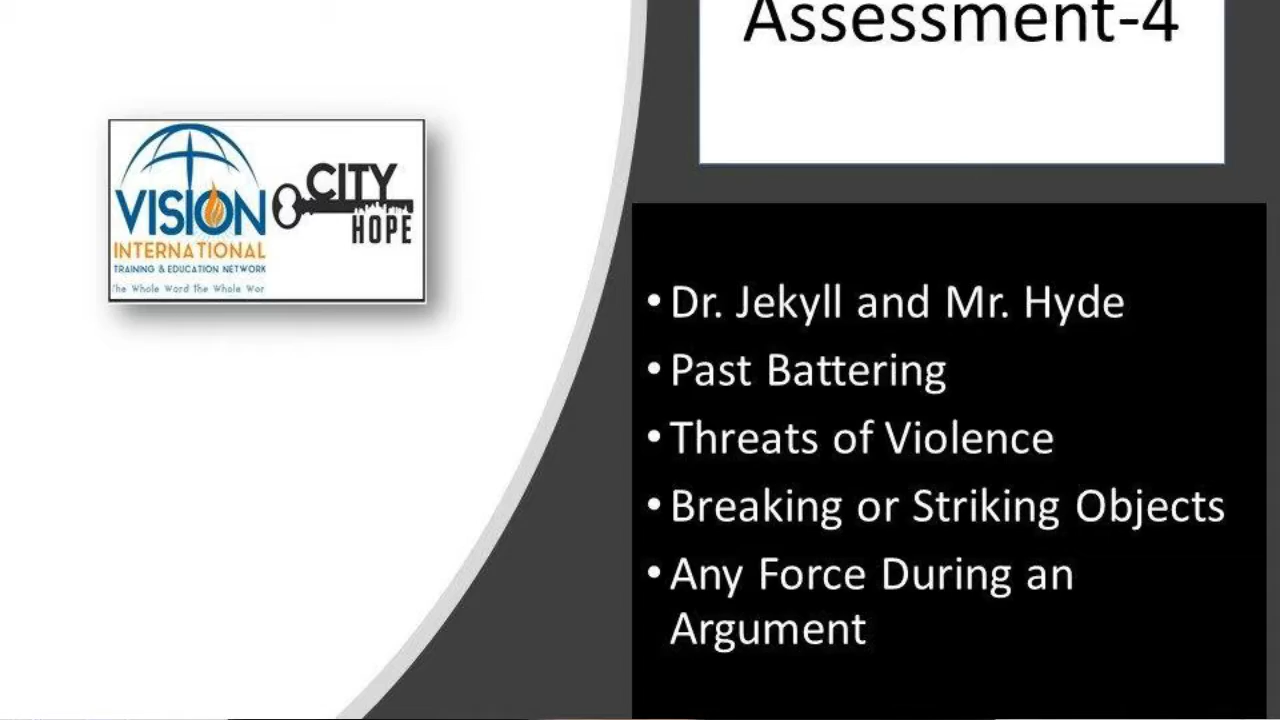 Assessment-4
VISION
INTERNATIONAL
TRAINING & EDUCATION NETWORK
The Whole Word The Whole Wor
CITY
HOPE
• Dr. Jekyll and Mr. Hyde
• Past Battering
• Threats of Violence
• Breaking or Striking Objects
• Any Force During an
Argument